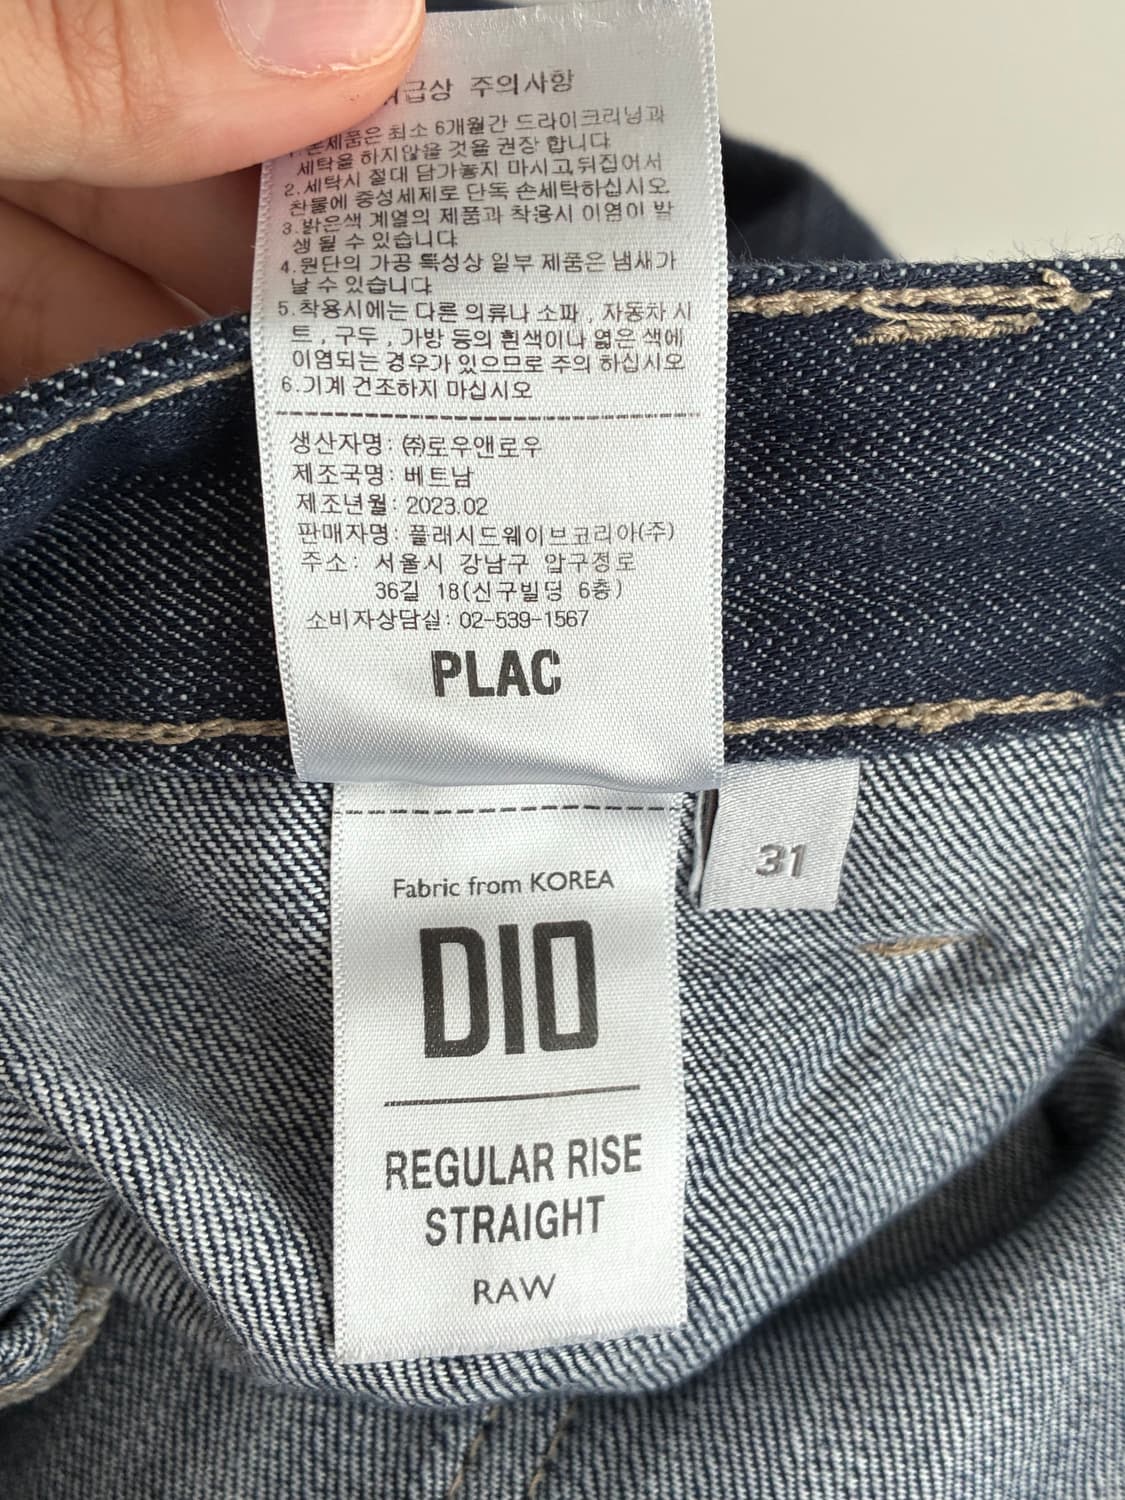 주의사항
1.본제품은 최소 6개월간 드라이크리닝과
세탁을 하지않을 것을 권장 합니다
2.세탁시 절대 담가놓지 마시고,뒤집어서
찬물에 중성세제로 단독 손세탁하십시오.
3.밝은색 계열의 제품과 착용시 이염이 발
생 될 수 있습니다
4.원단의 가공 특성상 일부 제품은 냄새가
날 수 있습니다
5.착용시에는 다른 의류나 소파 , 자동차 시
트 , 구두 , 가방 등의 흰색이나 엷은 색에
이염되는 경우가 있으므로 주의 하십시오
6.기계 건조하지 마십시오
생산자명: ㈜로우앤로우
제조국명: 베트남
제조년월: 2023.02
판매자명: 플래시드웨이브코리아(주)
주소: 서울시 강남구 압구정로
36길 18(신구빌딩 6층)
소비자상담실: 02-539-1567
PLAC
31
Fabric from KOREA
DIO
REGULAR RISE
STRAIGHT
RAW